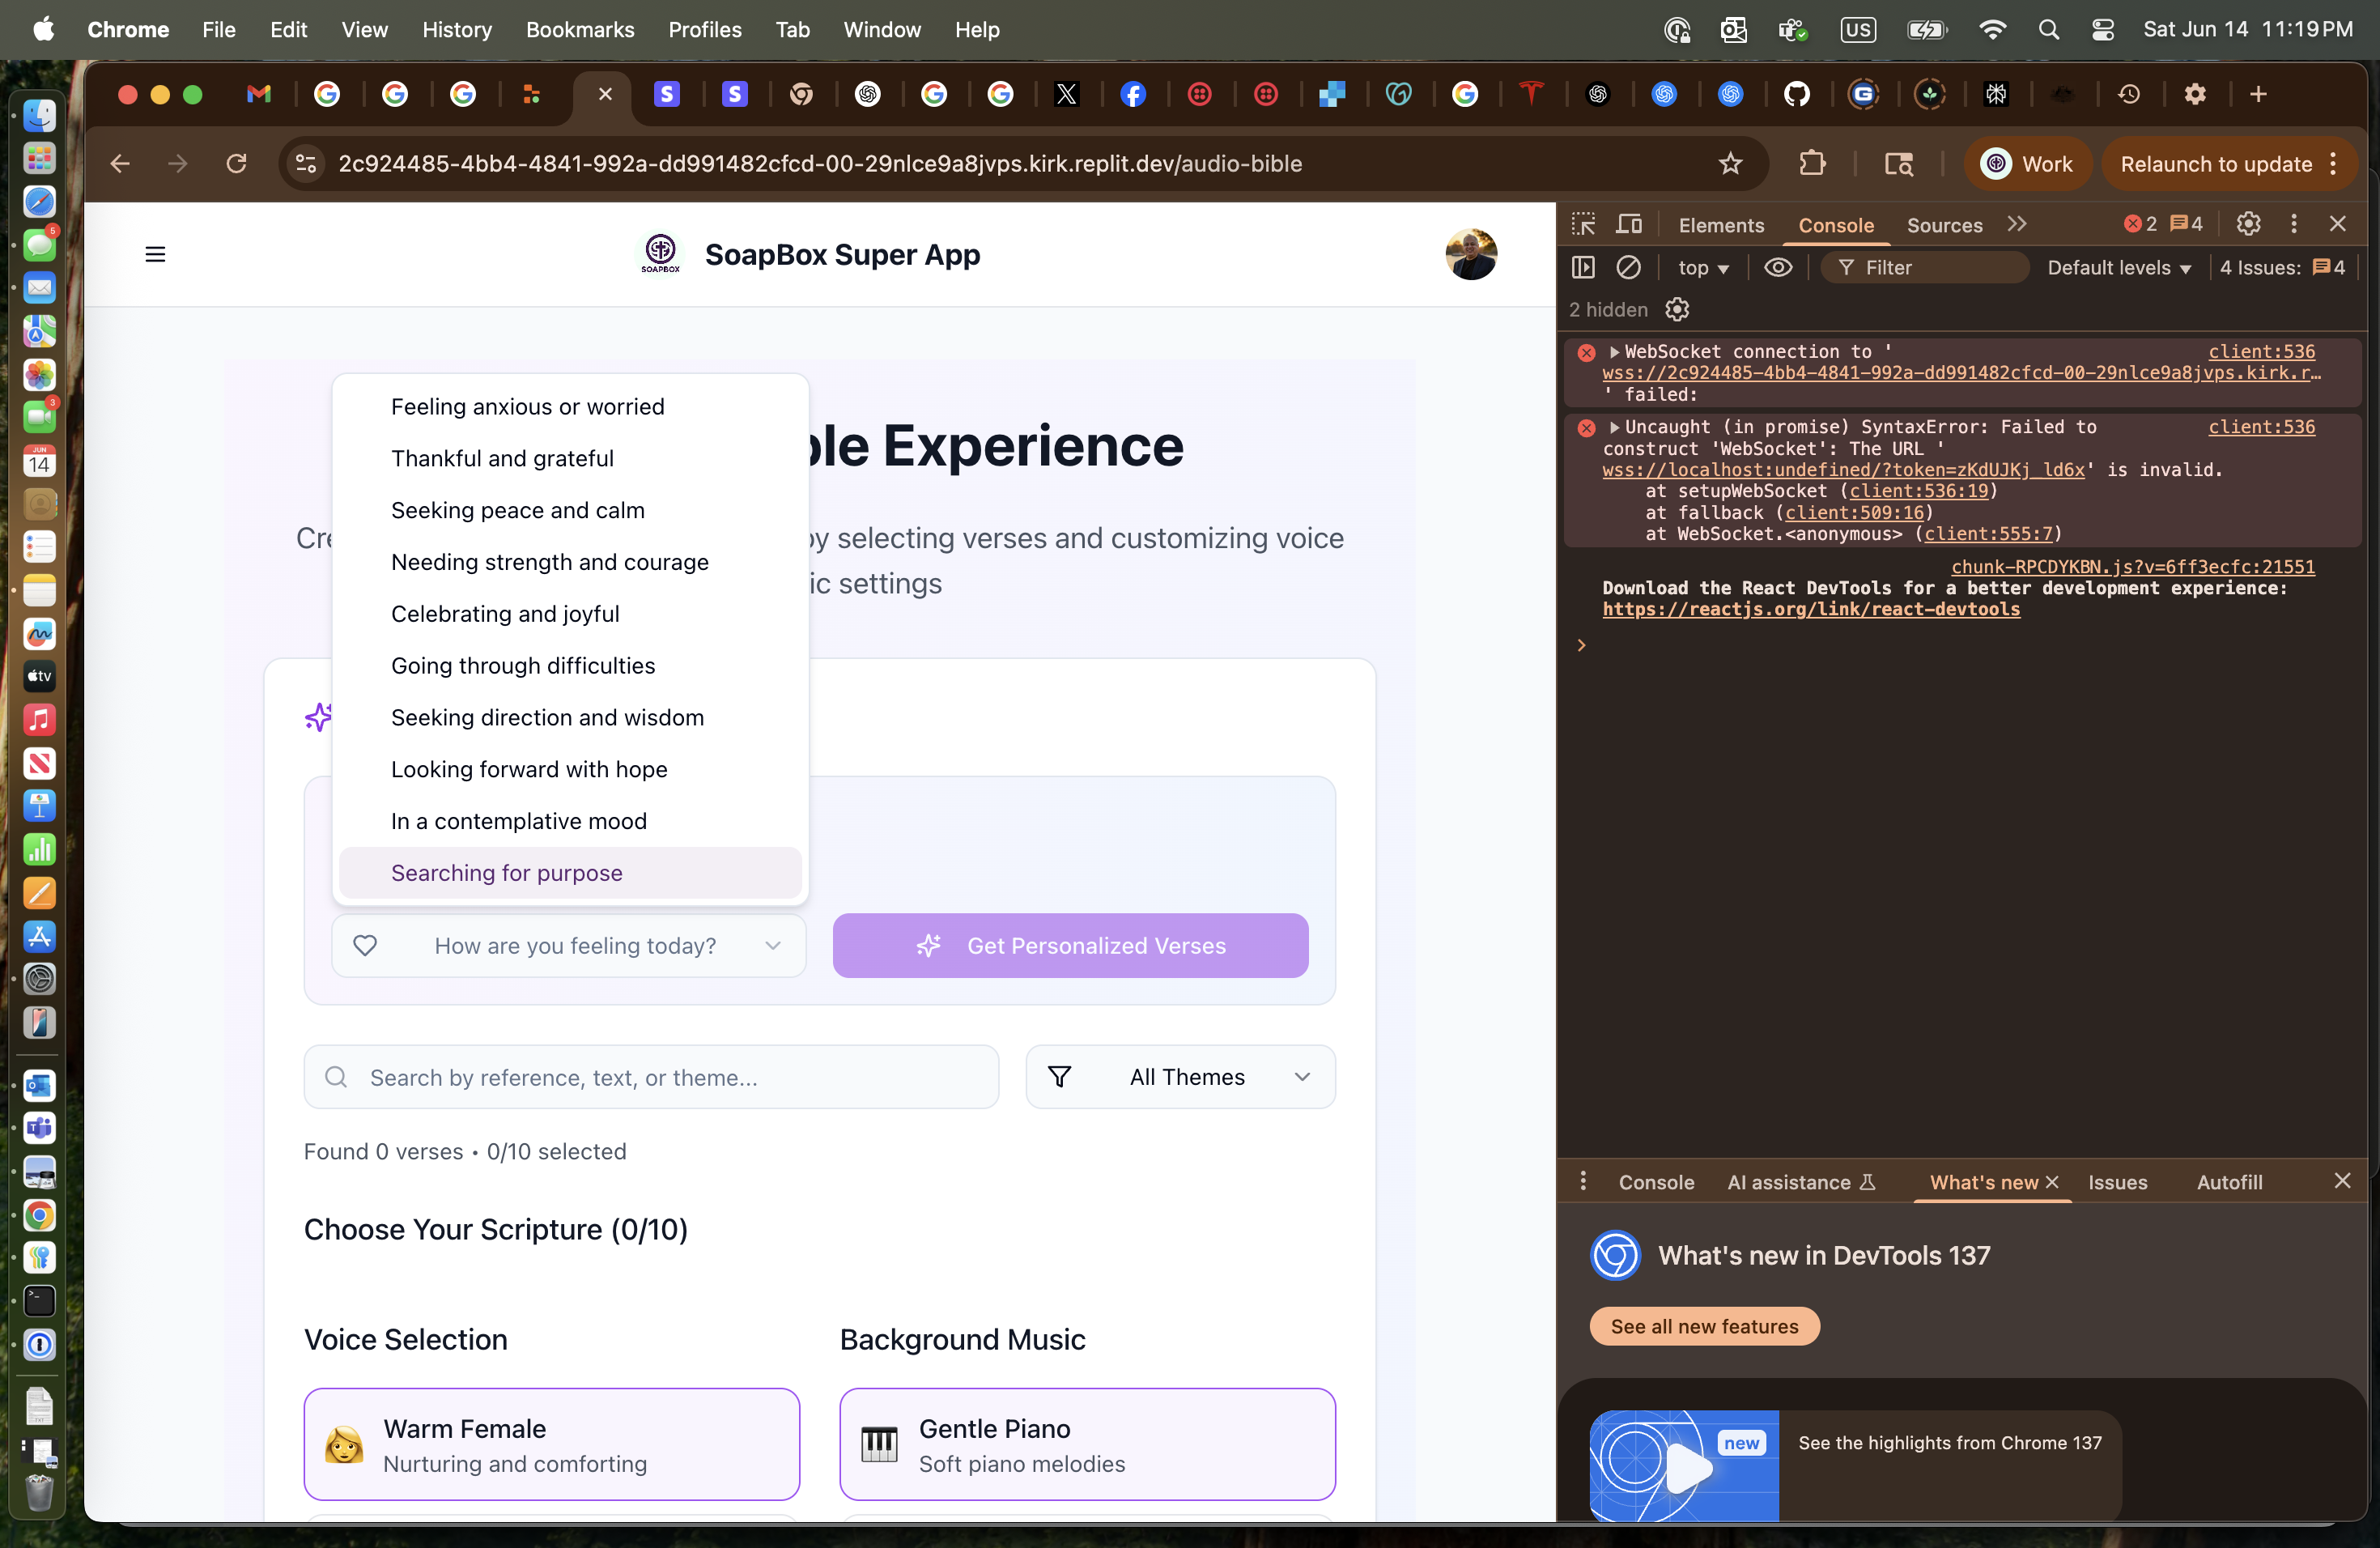 Chrome File Edit View History Bookmarks Profiles Tab Window Help US Sat Jun 14 11:19 PM
2c924485-4bb4-4841-992a-dd991482cfcd-00-29nlce9a8jvps.kirk.replit.dev/audio-bible
Work
Relaunch to update
SOAPBOX
SoapBox Super App
Feeling anxious or worried
Thankful and grateful
Seeking peace and calm
Needing strength and courage
Celebrating and joyful
Going through difficulties
Seeking direction and wisdom
Looking forward with hope
In a contemplative mood
Searching for purpose
ble Experience
Cre
by selecting verses and customizing voice
ic settings
How are you feeling today?
Get Personalized Verses
Search by reference, text, or theme...
All Themes
Found 0 verses • 0/10 selected
Choose Your Scripture (0/10)
Voice Selection
Background Music
Warm Female
Nurturing and comforting
Gentle Piano
Soft piano melodies
Elements Console Sources 2 4
top Filter Default levels 4 Issues: 4
2 hidden
WebSocket connection to ' client:536
wss://2c924485-4bb4-4841-992a-dd991482cfcd-00-29nlce9a8jvps.kirk.r…
' failed:
Uncaught (in promise) SyntaxError: Failed to client:536
construct 'WebSocket': The URL '
wss://localhost:undefined/?token=zKdUJKj_ld6x' is invalid.
at setupWebSocket (client:536:19)
at fallback (client:509:16)
at WebSocket.<anonymous> (client:555:7)
chunk-RPCDYKBN.js?v=6ff3ecfc:21551
Download the React DevTools for a better development experience:
https://reactjs.org/link/react-devtools
Console AI assistance What's new Issues Autofill
What's new in DevTools 137
See all new features
new
See the highlights from Chrome 137
5
3
JUN
14
tv